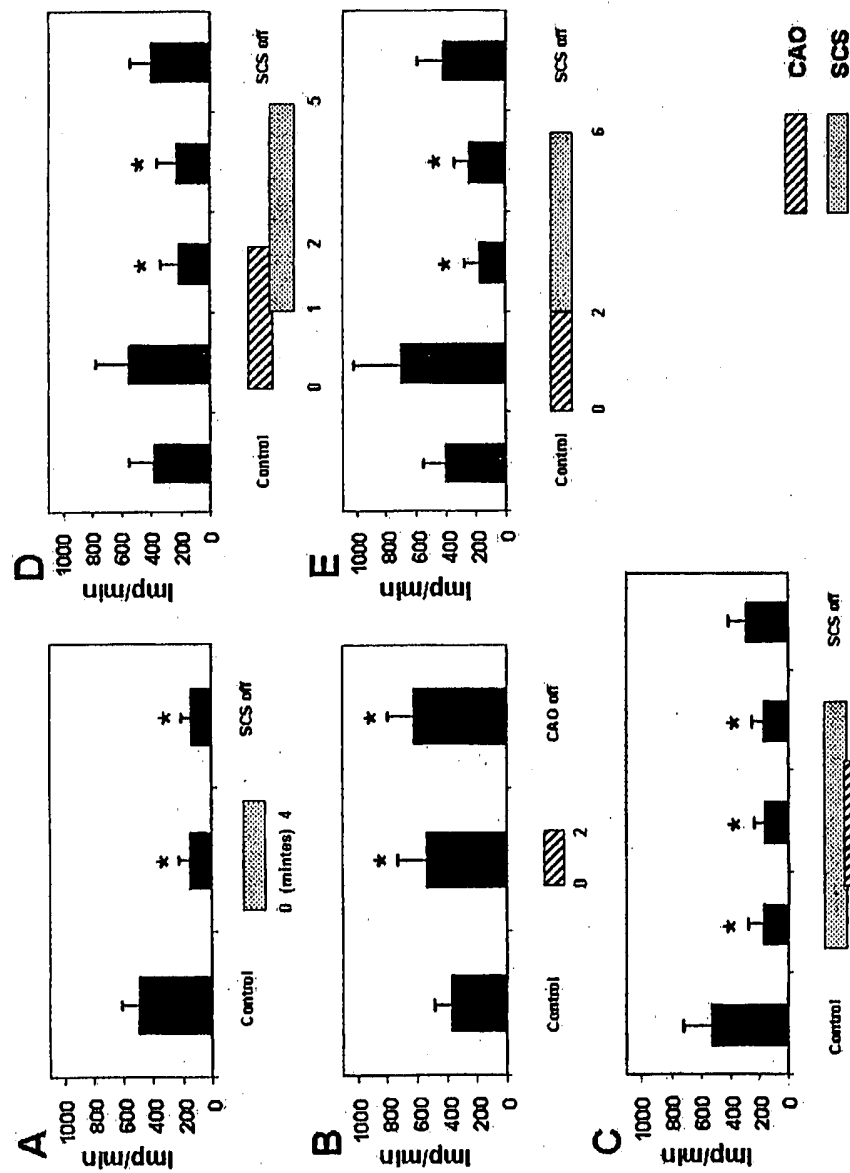 A
Imp/min
1000
800
600
400
200
0
Control
SCS off
0 (mintes) 4
B
Imp/min
1000
800
600
400
200
0
Control
CAO off
0 2
C
Imp/min
1000
800
600
400
200
0
Control
SCS off
D
Imp/min
1000
800
600
400
200
0
* *
Control
SCS off
0 1 2 5
E
Imp/min
1000
800
600
400
200
0
* *
Control
SCS off
0 2 6
CAO
SCS